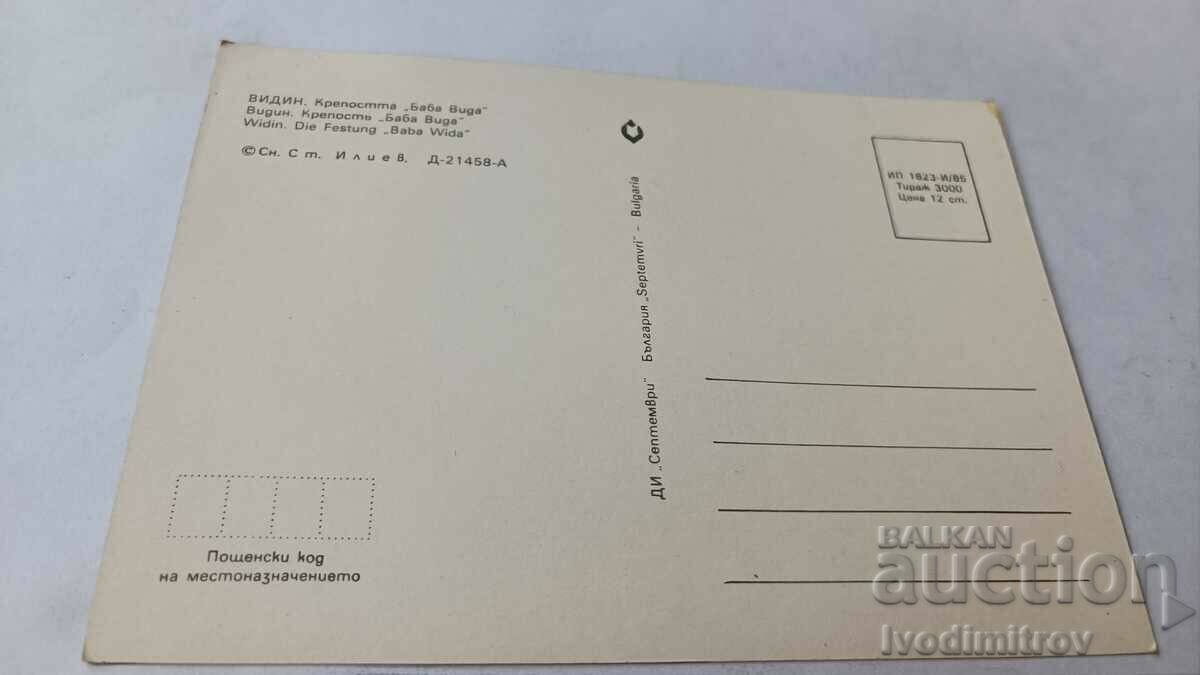 ВИДИН. Крепостта „Баба Вида"
Видин. Крепость „Баба Вида"
Widin. Die Festung „Baba Wida"
© Сн. Ст. Илиев, Д-21458-А
ДИ „Септември" България „Septemvri" - Bulgaria
ИП 1823-И/85
Тираж 3000
Цена 12 ст.
Пощенски код
на местоназначението
BALKAN
auction
Ivodimitrov